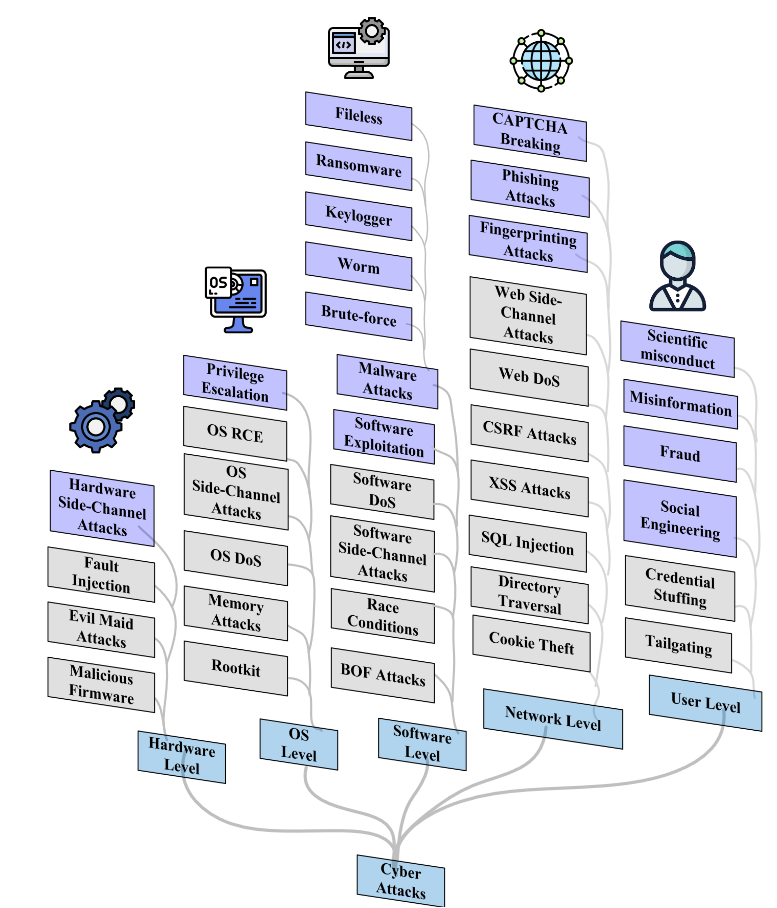 </>
Fileless
Ransomware
Keylogger
Worm
Brute-force
Malware
Attacks
Software
Exploitation
Software
DoS
Software
Side-Channel
Attacks
Race
Conditions
BOF Attacks
Software
Level
CAPTCHA
Breaking
Phishing
Attacks
Fingerprinting
Attacks
Web Side-
Channel
Attacks
Web DoS
CSRF Attacks
XSS Attacks
SQL Injection
Directory
Traversal
Cookie Theft
Network Level
Scientific
misconduct
Misinformation
Fraud
Social
Engineering
Credential
Stuffing
Tailgating
User Level
OS
Privilege
Escalation
OS RCE
OS
Side-Channel
Attacks
OS DoS
Memory
Attacks
Rootkit
OS
Level
Hardware
Side-Channel
Attacks
Fault
Injection
Evil Maid
Attacks
Malicious
Firmware
Hardware
Level
Cyber
Attacks